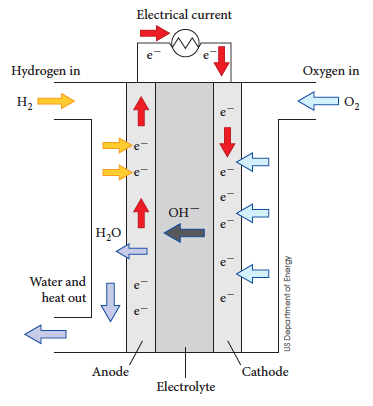 Electrical current
e⁻
e⁻
Hydrogen in
Oxygen in
H₂
O₂
e⁻
e⁻
e⁻
e⁻
e⁻
OH⁻
e⁻
H₂O
e⁻
Water and
heat out
e⁻
e⁻
e⁻
US Department of Energy
Anode
Cathode
Electrolyte